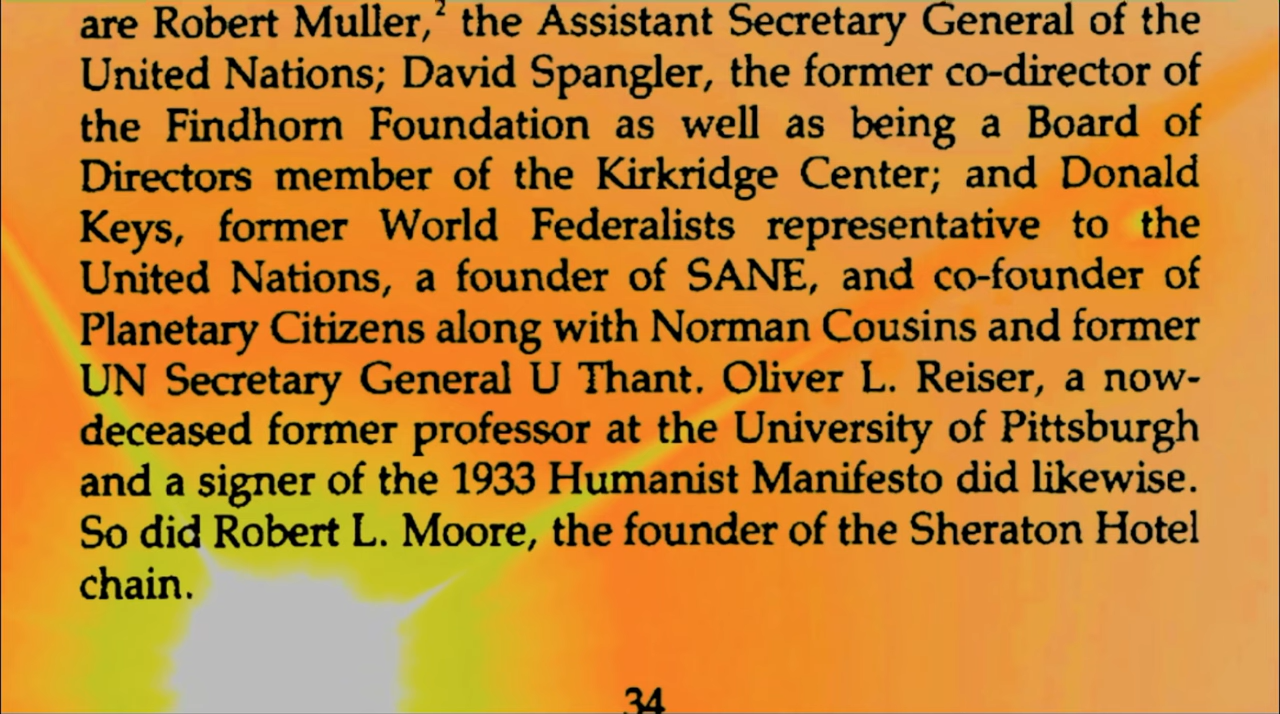 are Robert Muller,² the Assistant Secretary General of the
United Nations; David Spangler, the former co-director of
the Findhorn Foundation as well as being a Board of
Directors member of the Kirkridge Center; and Donald
Keys, former World Federalists representative to the
United Nations, a founder of SANE, and co-founder of
Planetary Citizens along with Norman Cousins and former
UN Secretary General U Thant. Oliver L. Reiser, a now-
deceased former professor at the University of Pittsburgh
and a signer of the 1933 Humanist Manifesto did likewise.
So did Robert L. Moore, the founder of the Sheraton Hotel
chain.
34